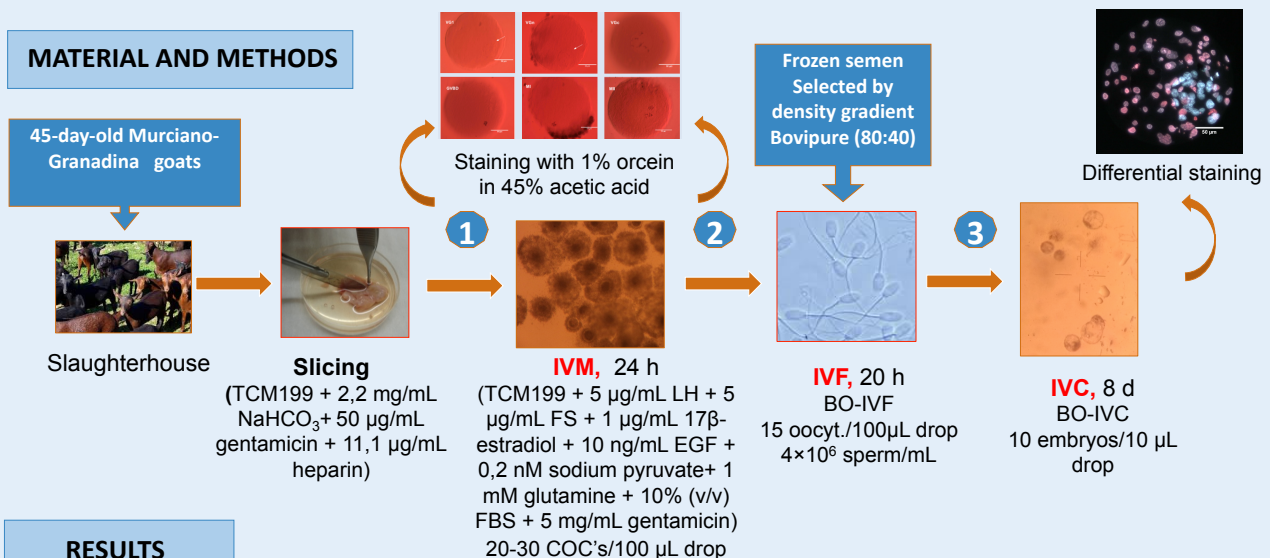 MATERIAL AND METHODS
45-day-old Murciano-
Granadina goats
Slaughterhouse
Slicing
(TCM199 + 2,2 mg/mL
NaHCO₃+ 50 µg/mL
gentamicin + 11,1 µg/mL
heparin)
Staining with 1% orcein
in 45% acetic acid
1
IVM, 24 h
(TCM199 + 5 µg/mL LH + 5
µg/mL FS + 1 µg/mL 17β-
estradiol + 10 ng/mL EGF +
0,2 nM sodium pyruvate+ 1
mM glutamine + 10% (v/v)
FBS + 5 mg/mL gentamicin)
20-30 COC's/100 µL drop
2
Frozen semen
Selected by
density gradient
Bovipure (80:40)
IVF, 20 h
BO-IVF
15 oocyt./100µL drop
4×10⁶ sperm/mL
3
IVC, 8 d
BO-IVC
10 embryos/10 µL
drop
50 µm
Differential staining
RESULTS